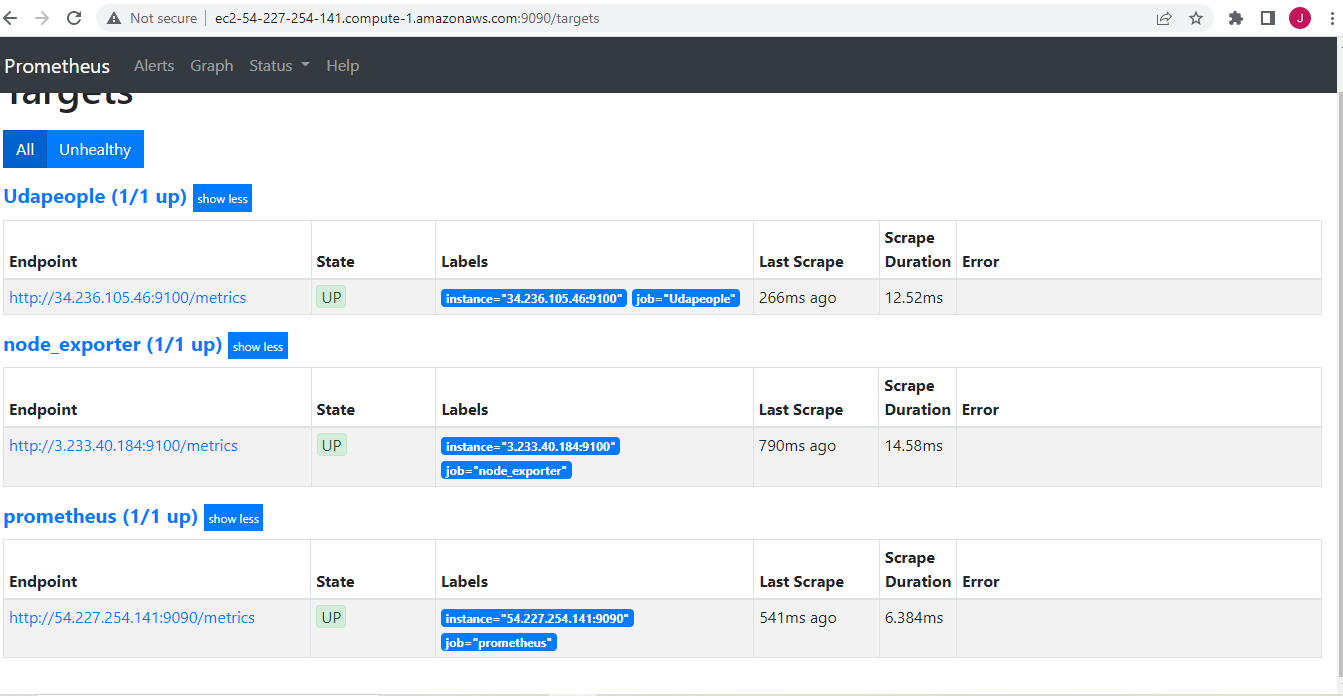 Not secure | ec2-54-227-254-141.compute-1.amazonaws.com:9090/targets
J
Prometheus Alerts Graph Status Help
Targets
All Unhealthy
Udapeople (1/1 up) show less
Endpoint State Labels Last Scrape Scrape Duration Error
http://34.236.105.46:9100/metrics UP instance="34.236.105.46:9100" job="Udapeople" 266ms ago 12.52ms
node_exporter (1/1 up) show less
Endpoint State Labels Last Scrape Scrape Duration Error
http://3.233.40.184:9100/metrics UP instance="3.233.40.184:9100" 790ms ago 14.58ms
job="node_exporter"
prometheus (1/1 up) show less
Endpoint State Labels Last Scrape Scrape Duration Error
http://54.227.254.141:9090/metrics UP instance="54.227.254.141:9090" 541ms ago 6.384ms
job="prometheus"